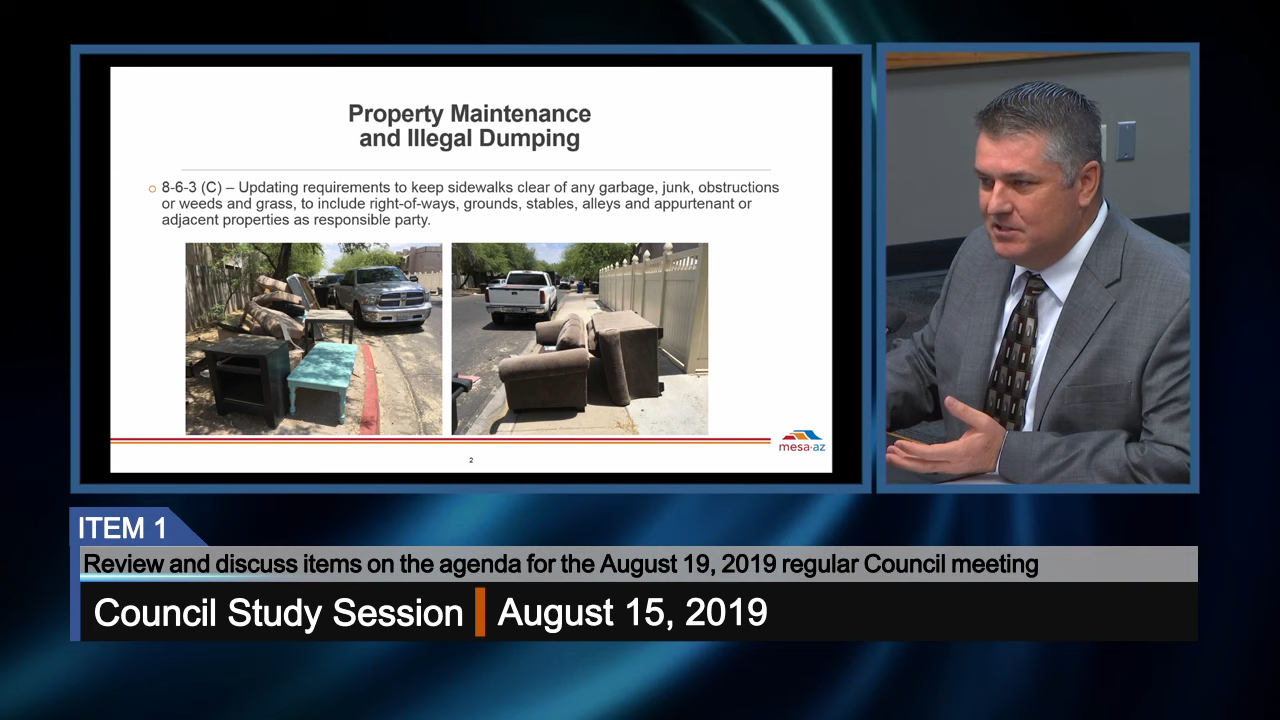 Property Maintenance
and Illegal Dumping
8-6-3 (C) – Updating requirements to keep sidewalks clear of any garbage, junk, obstructions
or weeds and grass, to include right-of-ways, grounds, stables, alleys and appurtenant or
adjacent properties as responsible party.
mesa·az
2
ITEM 1
Review and discuss items on the agenda for the August 19, 2019 regular Council meeting
Council Study Session August 15, 2019